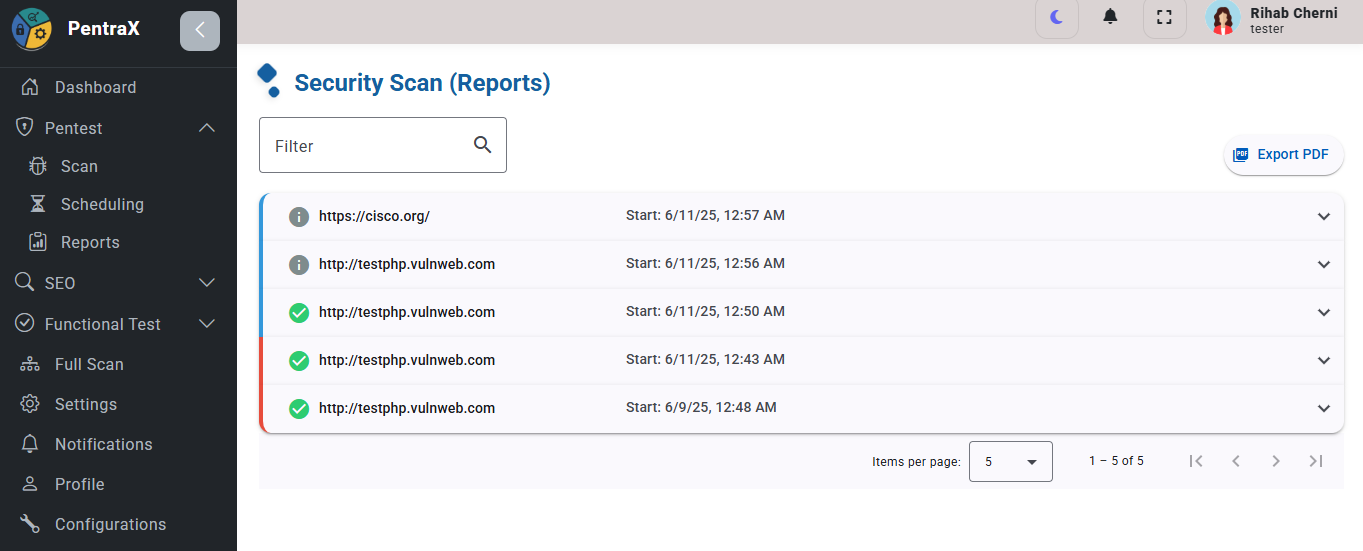 PentraX
Rihab Cherni
tester
Dashboard
Pentest
Scan
Scheduling
Reports
SEO
Functional Test
Full Scan
Settings
Notifications
Profile
Configurations
Security Scan (Reports)
Filter
PDF Export PDF
https://cisco.org/ Start: 6/11/25, 12:57 AM
http://testphp.vulnweb.com Start: 6/11/25, 12:56 AM
http://testphp.vulnweb.com Start: 6/11/25, 12:50 AM
http://testphp.vulnweb.com Start: 6/11/25, 12:43 AM
http://testphp.vulnweb.com Start: 6/9/25, 12:48 AM
Items per page: 5 1 – 5 of 5